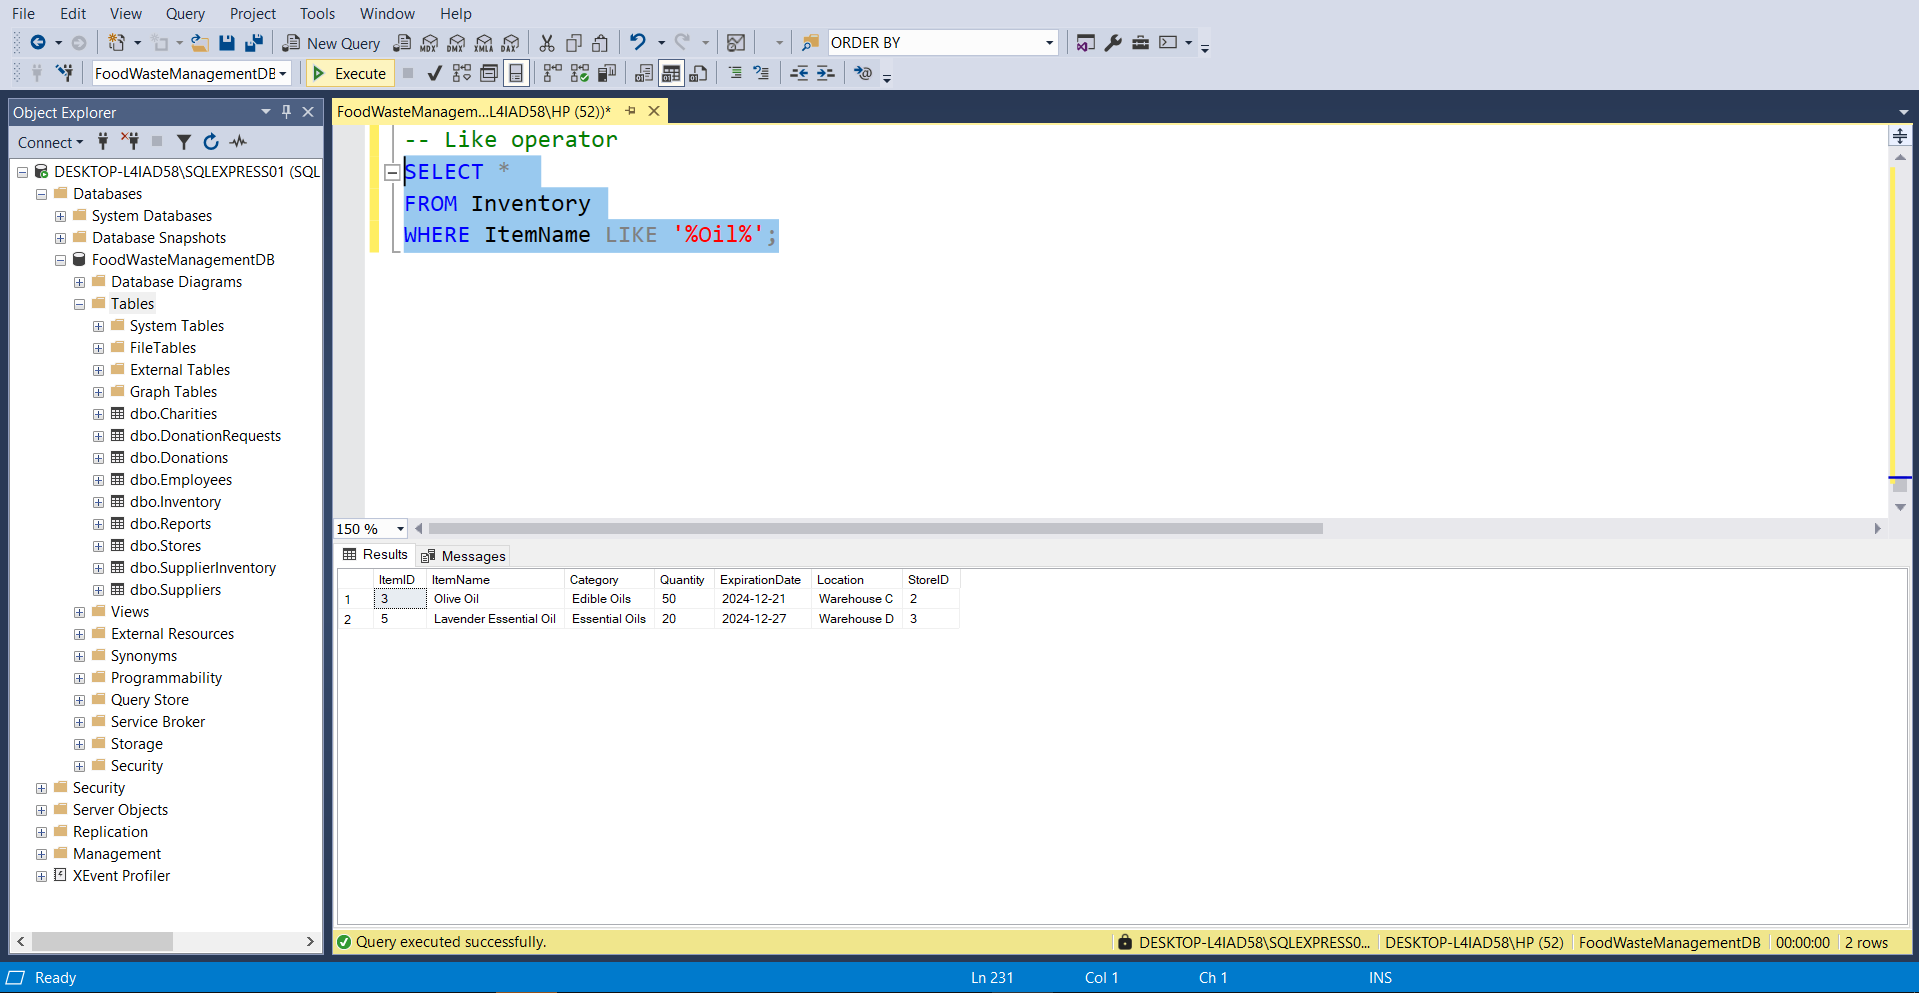 File Edit View Query Project Tools Window Help
New Query MDX DMX XMLA DAX ORDER BY
FoodWasteManagementDB Execute
Object Explorer
Connect
DESKTOP-L4IAD58\SQLEXPRESS01 (SQL
Databases
System Databases
Database Snapshots
FoodWasteManagementDB
Database Diagrams
Tables
System Tables
FileTables
External Tables
Graph Tables
dbo.Charities
dbo.DonationRequests
dbo.Donations
dbo.Employees
dbo.Inventory
dbo.Reports
dbo.Stores
dbo.SupplierInventory
dbo.Suppliers
Views
External Resources
Synonyms
Programmability
Query Store
Service Broker
Storage
Security
Security
Server Objects
Replication
Management
XEvent Profiler
FoodWasteManagem...L4IAD58\HP (52))*
-- Like operator
SELECT *
FROM Inventory
WHERE ItemName LIKE '%Oil%';
150 %
Results Messages
ItemID ItemName Category Quantity ExpirationDate Location StoreID
1 3 Olive Oil Edible Oils 50 2024-12-21 Warehouse C 2
2 5 Lavender Essential Oil Essential Oils 20 2024-12-27 Warehouse D 3
Query executed successfully. DESKTOP-L4IAD58\SQLEXPRESS0... DESKTOP-L4IAD58\HP (52) FoodWasteManagementDB 00:00:00 2 rows
Ready Ln 231 Col 1 Ch 1 INS